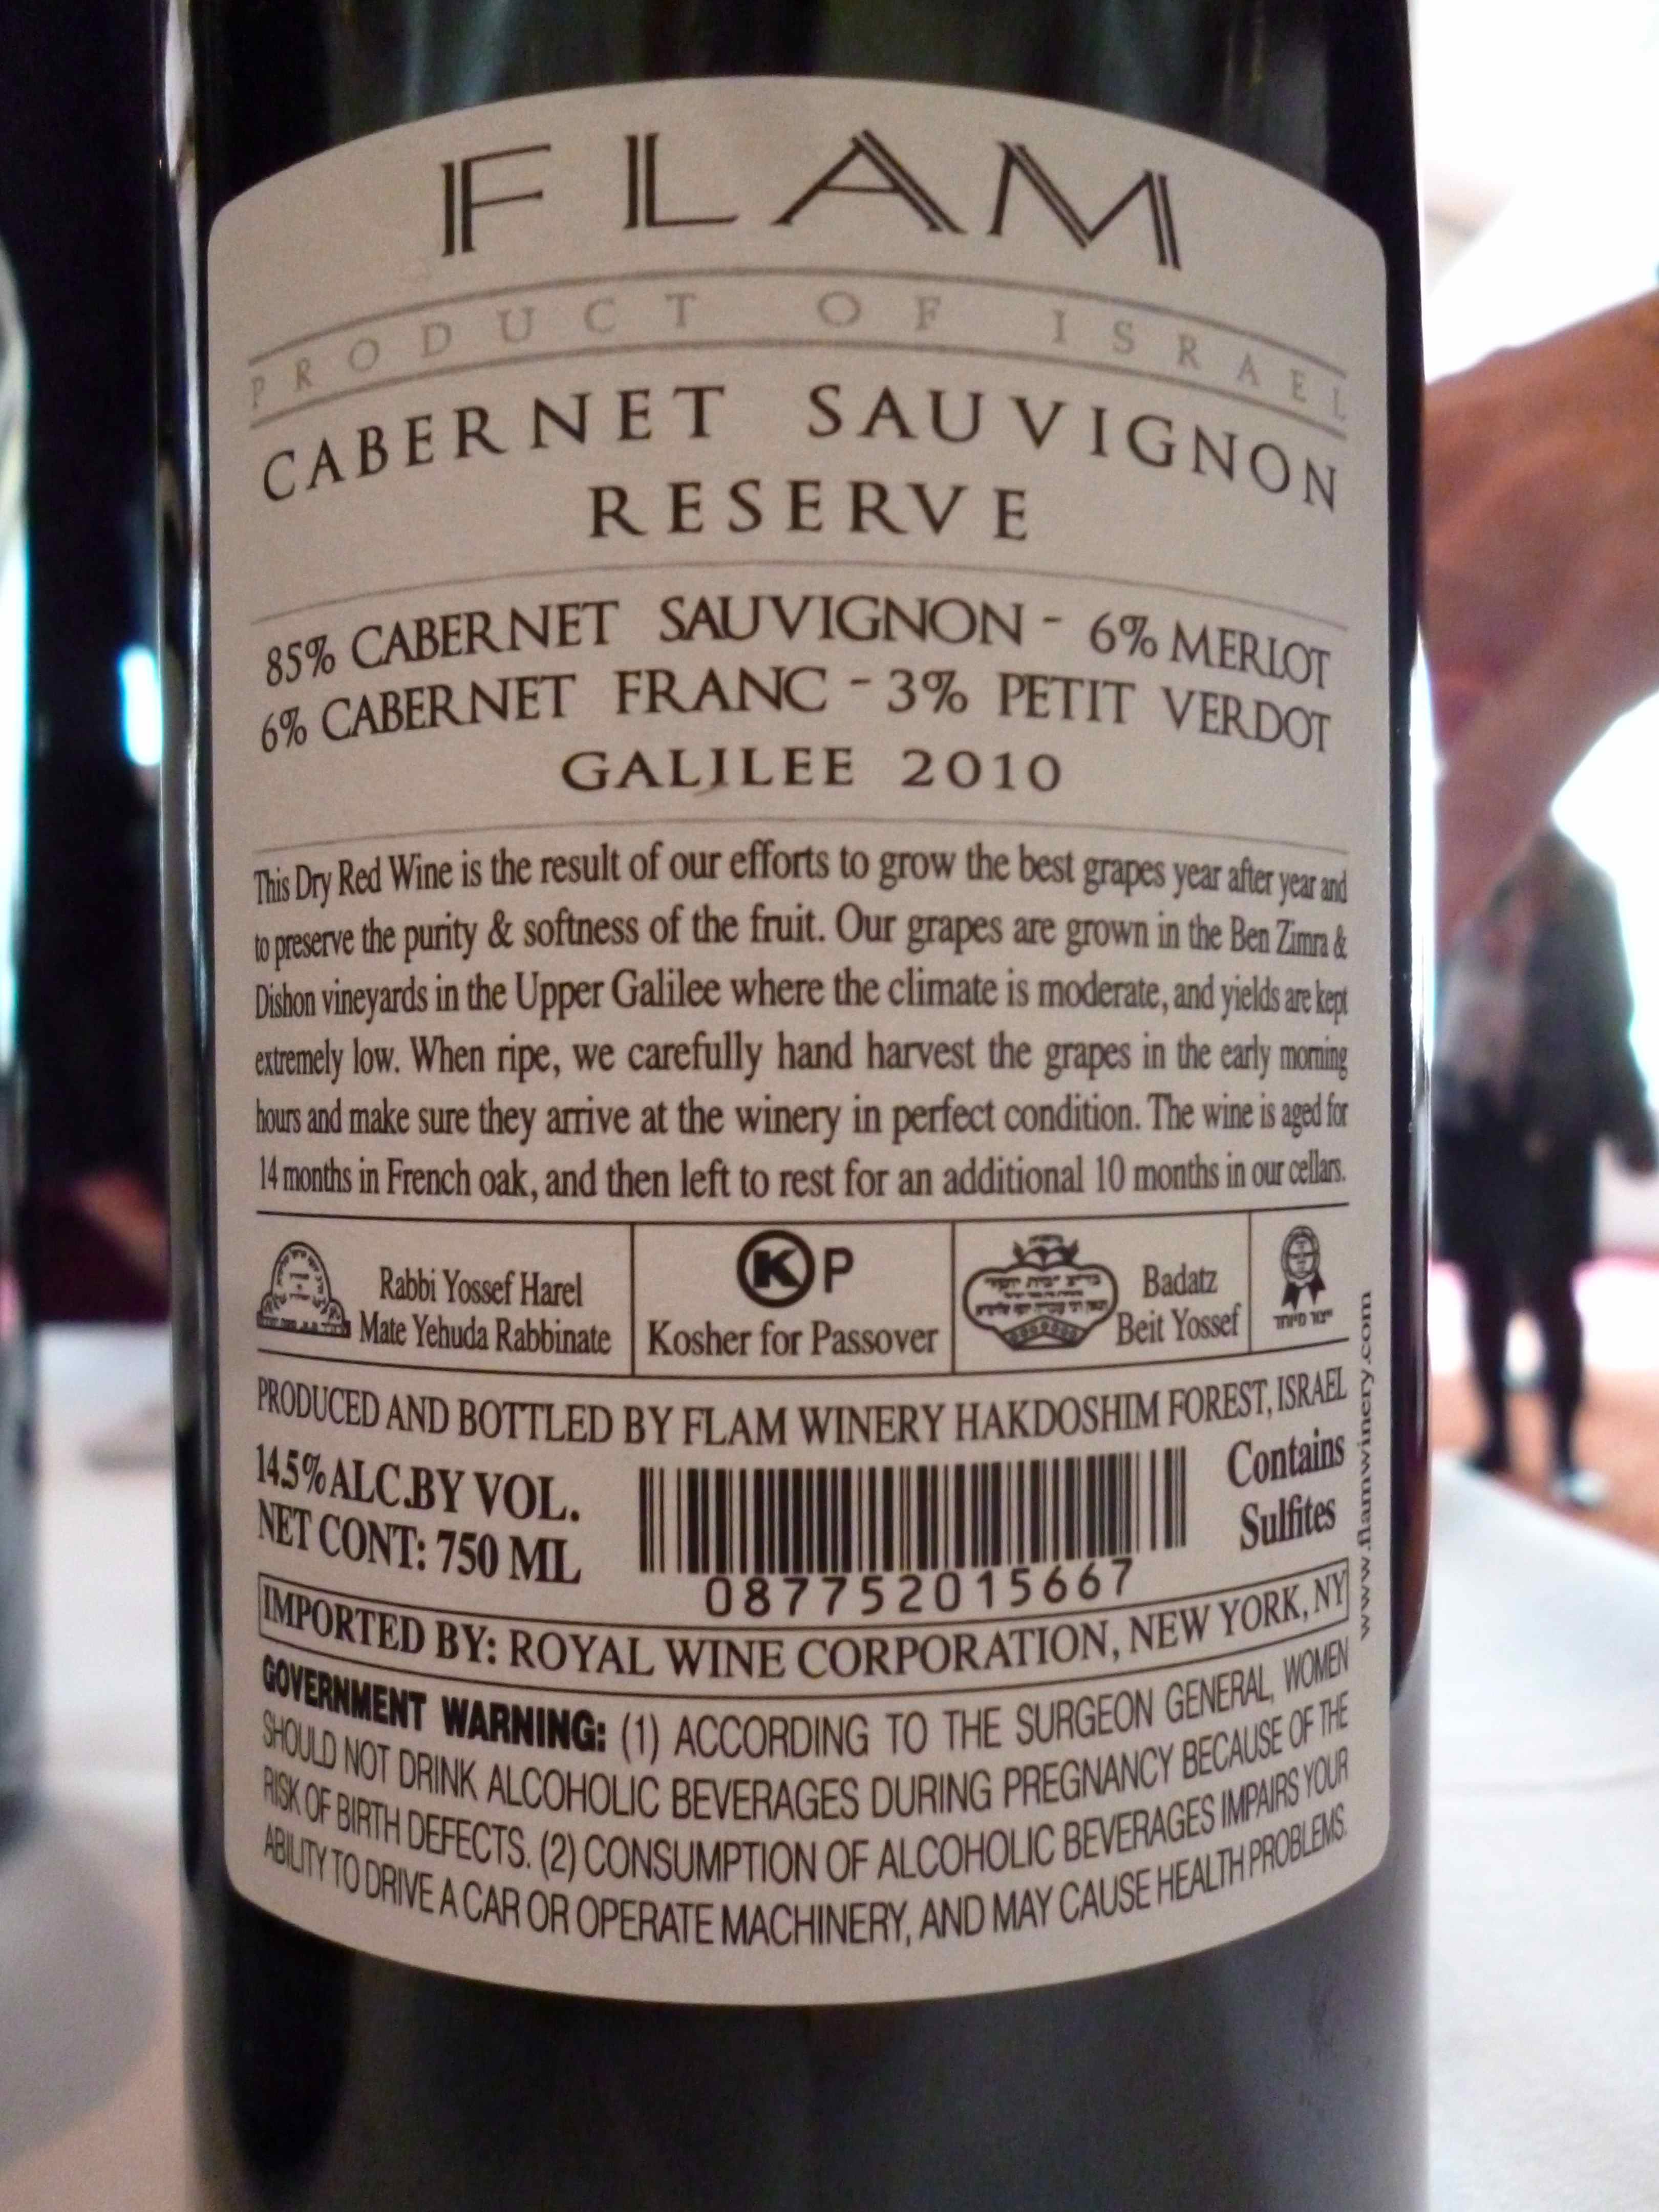 FLAM
PRODUCT OF ISRAEL
CABERNET SAUVIGNON
RESERVE
85% CABERNET SAUVIGNON - 6% MERLOT
6% CABERNET FRANC - 3% PETIT VERDOT
GALILEE 2010
This Dry Red Wine is the result of our efforts to grow the best grapes year after year and
to preserve the purity & softness of the fruit. Our grapes are grown in the Ben Zimra &
Dishon vineyards in the Upper Galilee where the climate is moderate, and yields are kept
extremely low. When ripe, we carefully hand harvest the grapes in the early morning
hours and make sure they arrive at the winery in perfect condition. The wine is aged for
14 months in French oak, and then left to rest for an additional 10 months in our cellars.
Rabbi Yossef Harel
Mate Yehuda Rabbinate
K P
Kosher for Passover
Badatz
Beit Yossef
PRODUCED AND BOTTLED BY FLAM WINERY HAKDOSHIM FOREST, ISRAEL
14.5% ALC.BY VOL.
NET CONT: 750 ML
087752015667
Contains
Sulfites
www.flamwinery.com
IMPORTED BY: ROYAL WINE CORPORATION, NEW YORK, NY
GOVERNMENT WARNING: (1) ACCORDING TO THE SURGEON GENERAL, WOMEN
SHOULD NOT DRINK ALCOHOLIC BEVERAGES DURING PREGNANCY BECAUSE OF THE
RISK OF BIRTH DEFECTS. (2) CONSUMPTION OF ALCOHOLIC BEVERAGES IMPAIRS YOUR
ABILITY TO DRIVE A CAR OR OPERATE MACHINERY, AND MAY CAUSE HEALTH PROBLEMS.